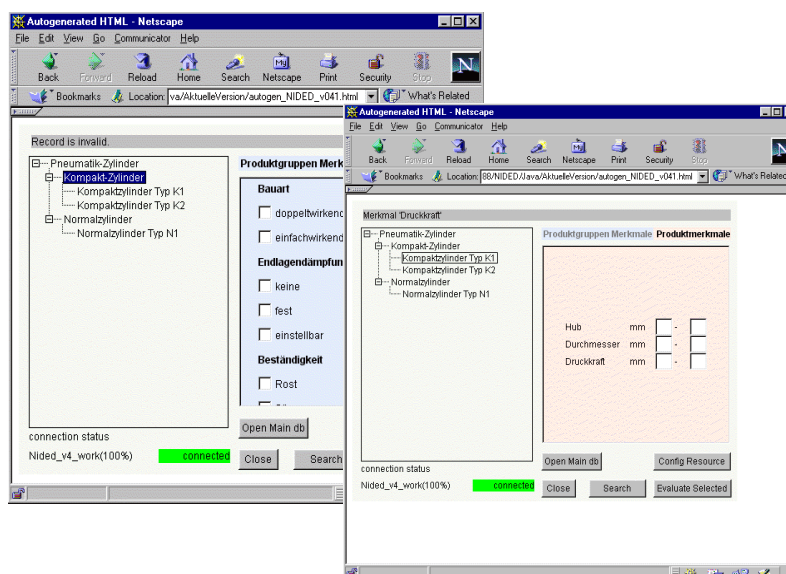 Autogenerated HTML - Netscape
File Edit View Go Communicator Help
Back Forward Reload Home Search Netscape Print Security Stop
N
Bookmarks Location: va/AktuelleVersion/autogen_NIDED_v041.html What's Related
Record is invalid.
Pneumatik-Zylinder
Kompakt-Zylinder
Kompaktzylinder Typ K1
Kompaktzylinder Typ K2
Normalzylinder
Normalzylinder Typ N1
Produktgruppen Merk
Bauart
doppeltwirkend
einfachwirkend
Endlagendämpfun
keine
fest
einstellbar
Beständigkeit
Rost
connection status
Nided_v4_work(100%) connected
Open Main db
Close Search
Autogenerated HTML - Netscape
File Edit View Go Communicator Help
Back Forward Reload Home Search Netscape Print Security Stop
N
Bookmarks Location: 88/NIDED/Java/AktuelleVersion/autogen_NIDED_v041.html What's Related
Merkmal 'Druckkraft'
Pneumatik-Zylinder
Kompakt-Zylinder
Kompaktzylinder Typ K1
Kompaktzylinder Typ K2
Normalzylinder
Normalzylinder Typ N1
Produktgruppen Merkmale Produktmerkmale
Hub mm -
Durchmesser mm -
Druckkraft mm -
connection status
Nided_v4_work(100%) connected
Open Main db Config Resource
Close Search Evaluate Selected